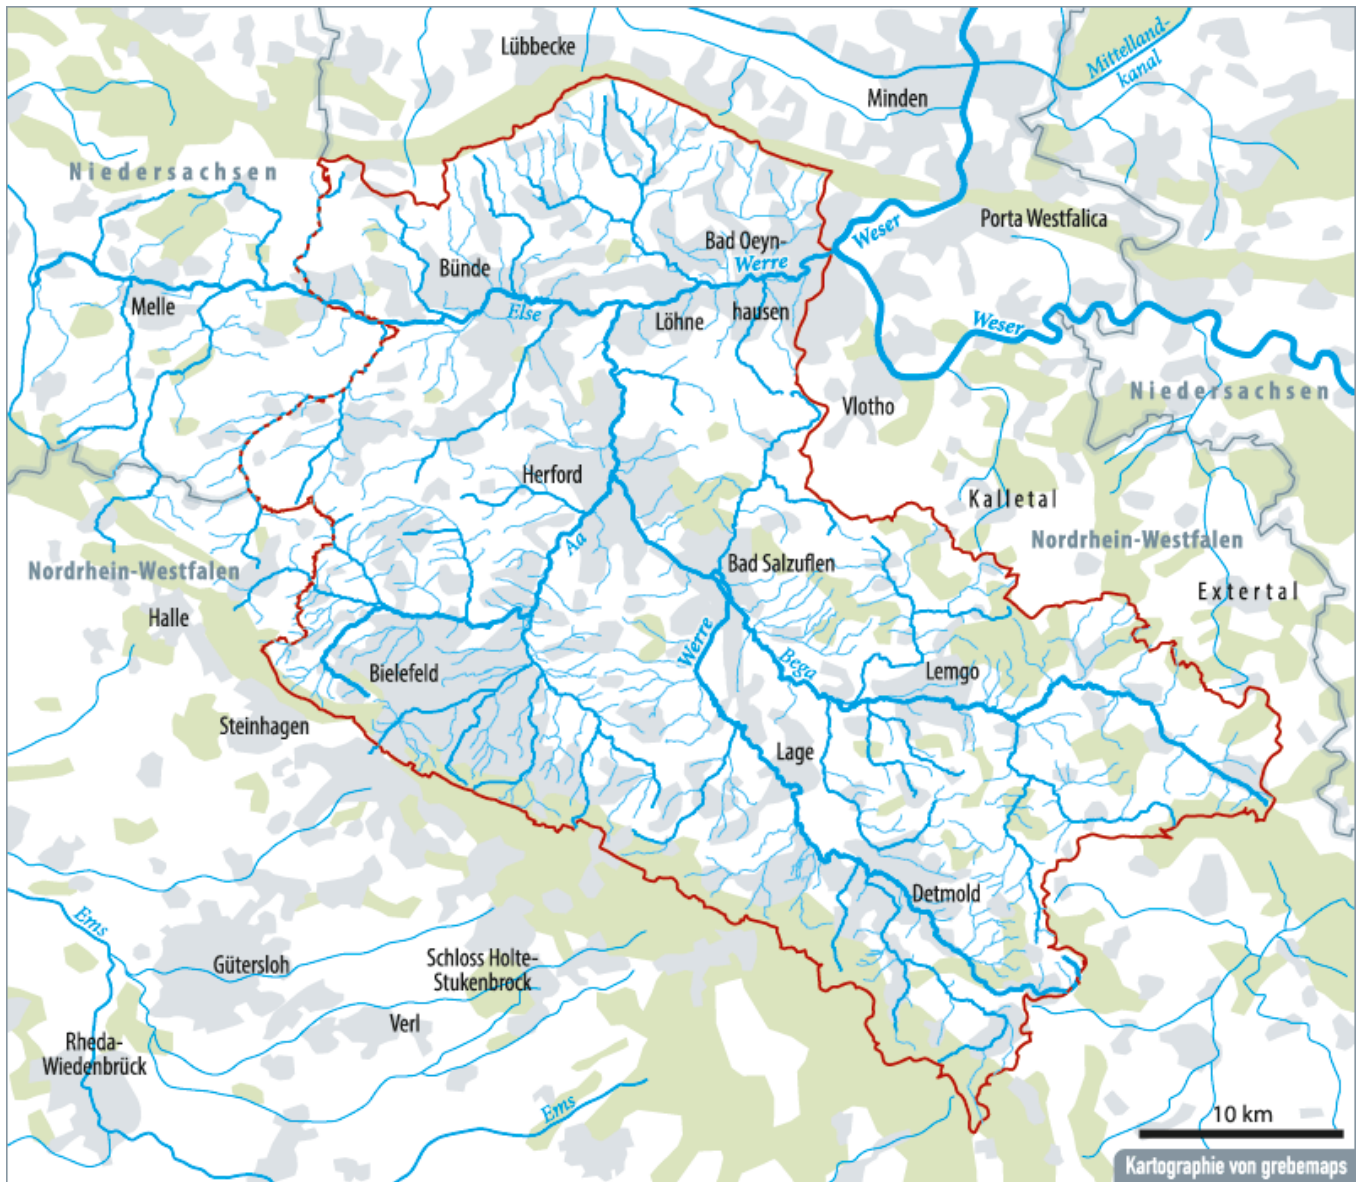 Lübbecke
Mittelland-
kanal
Minden
Niedersachsen
Porta Westfalica
Weser
Bad Oeyn-
Werre
hausen
Bünde
Melle
Else
Löhne
Weser
Niedersachsen
Vlotho
Herford
Kalletal
Nordrhein-Westfalen
Aa
Bad Salzuflen
Nordrhein-Westfalen
Extertal
Halle
Werre
Bega
Lemgo
Bielefeld
Steinhagen
Lage
Detmold
Ems
Gütersloh
Schloss Holte-
Stukenbrock
Verl
Rheda-
Wiedenbrück
Ems
10 km
Kartographie von grebemaps